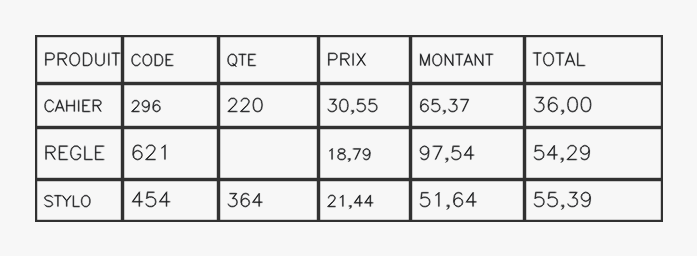 PRODUIT CODE QTE PRIX MONTANT TOTAL
CAHIER 296 220 30,55 65,37 36,00
REGLE 621 18,79 97,54 54,29
STYLO 454 364 21,44 51,64 55,39